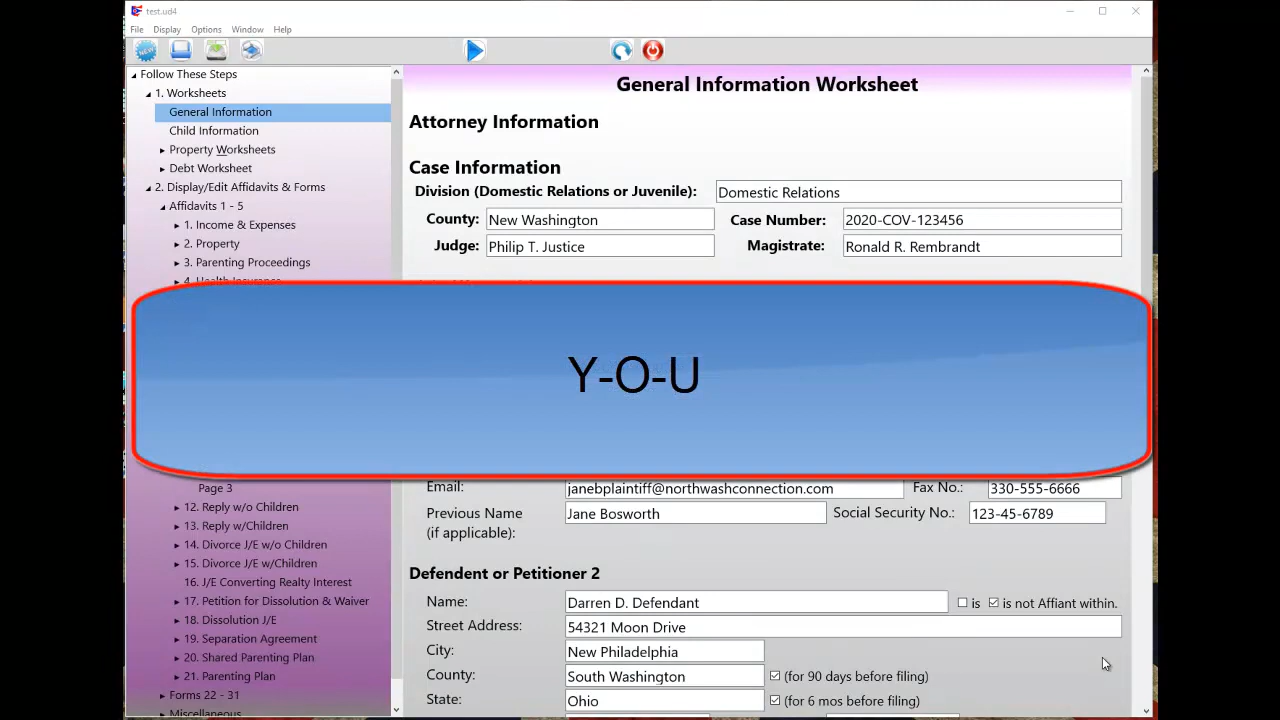 test.ud4
File Display Options Window Help
NEW
Follow These Steps
1. Worksheets
General Information
Child Information
Property Worksheets
Debt Worksheet
2. Display/Edit Affidavits & Forms
Affidavits 1 - 5
1. Income & Expenses
2. Property
3. Parenting Proceedings
4. Health Insurance
Page 3
12. Reply w/o Children
13. Reply w/Children
14. Divorce J/E w/o Children
15. Divorce J/E w/Children
16. J/E Converting Realty Interest
17. Petition for Dissolution & Waiver
18. Dissolution J/E
19. Separation Agreement
20. Shared Parenting Plan
21. Parenting Plan
Forms 22 - 31
Miscellaneous
General Information Worksheet
Attorney Information
Case Information
Division (Domestic Relations or Juvenile): Domestic Relations
County: New Washington Case Number: 2020-COV-123456
Judge: Philip T. Justice Magistrate: Ronald R. Rembrandt
Y-O-U
Email: janebplaintiff@northwashconnection.com Fax No.: 330-555-6666
Previous Name Jane Bosworth Social Security No.: 123-45-6789
(if applicable):
Defendent or Petitioner 2
Name: Darren D. Defendant is is not Affiant within.
Street Address: 54321 Moon Drive
City: New Philadelphia
County: South Washington (for 90 days before filing)
State: Ohio (for 6 mos before filing)